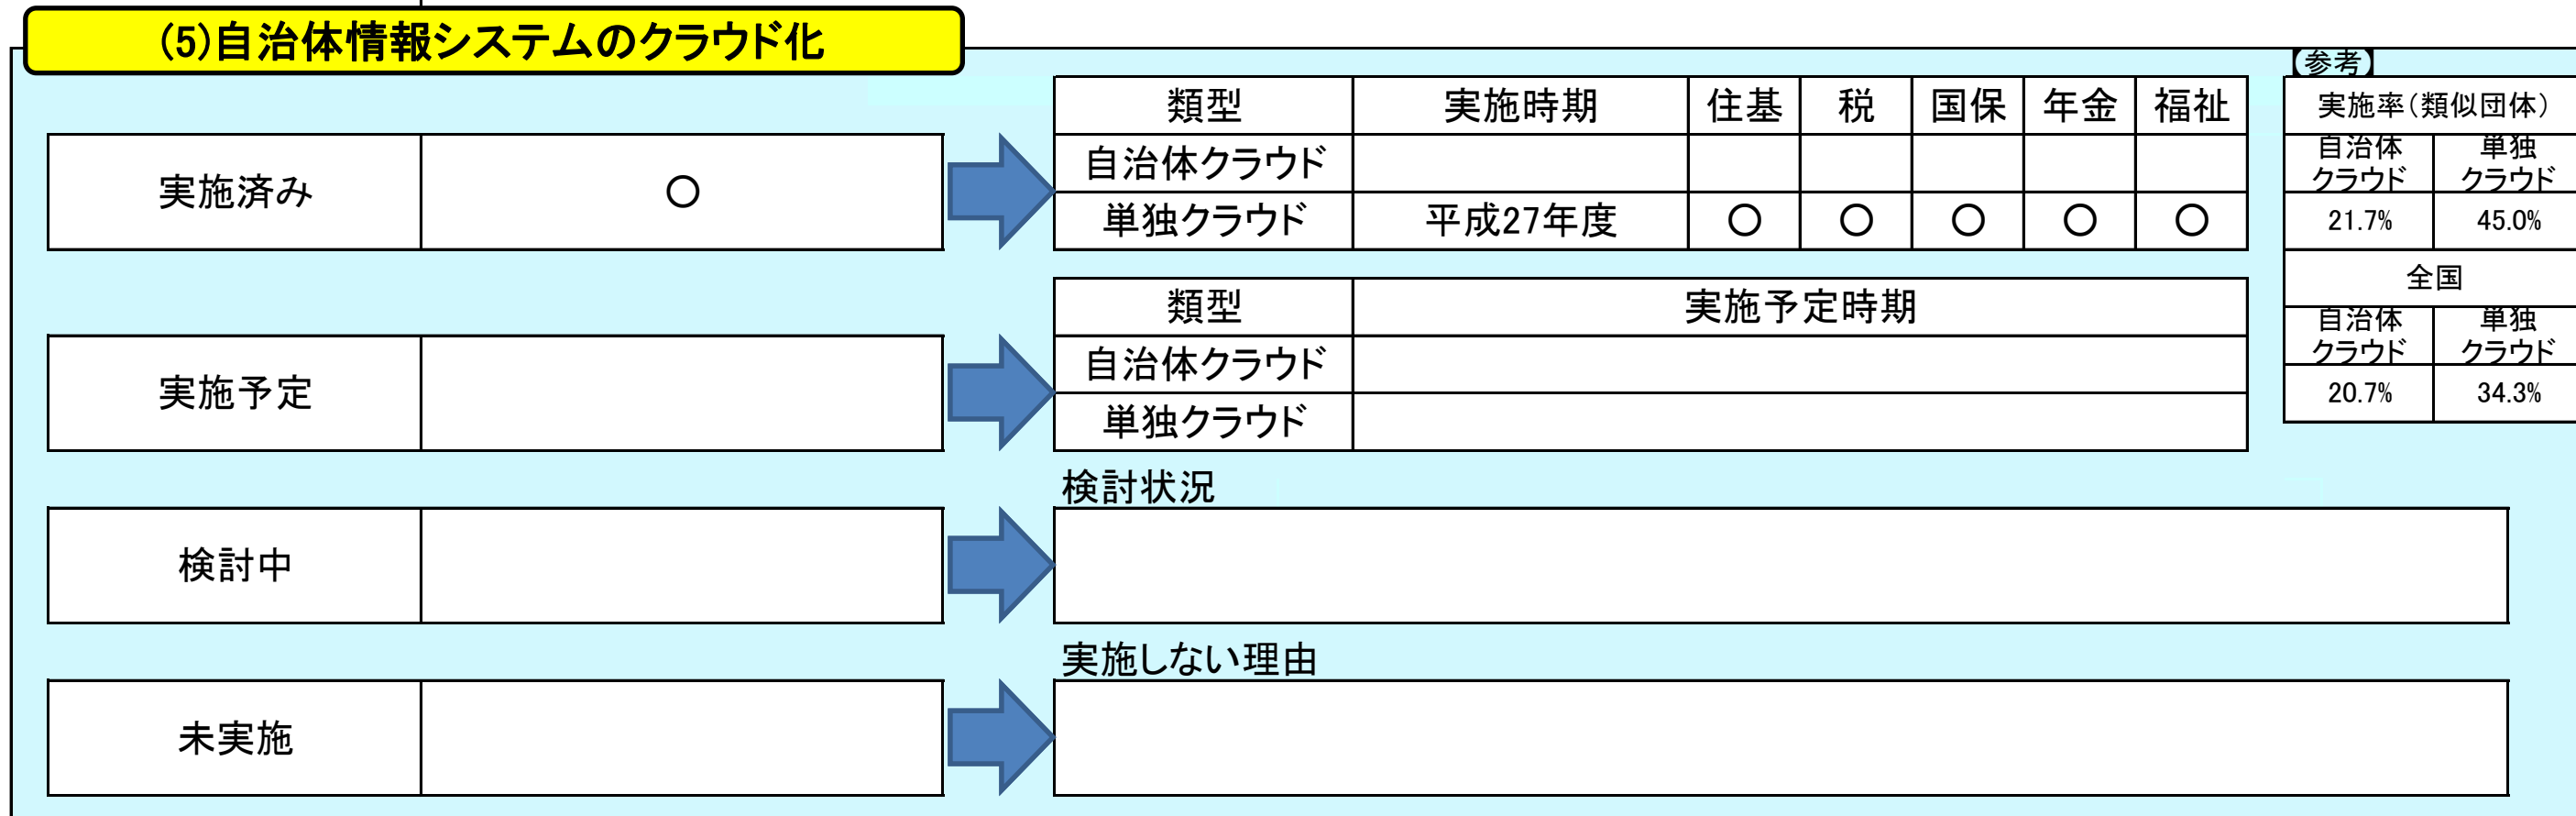 (5)自治体情報システムのクラウド化
【参考】
類型 実施時期 住基 税 国保 年金 福祉
実施済み ○
自治体クラウド
単独クラウド 平成27年度 ○ ○ ○ ○ ○
実施率(類似団体)
自治体 単独
クラウド クラウド
21.7% 45.0%
全国
自治体 単独
クラウド クラウド
20.7% 34.3%
類型 実施予定時期
実施予定
自治体クラウド
単独クラウド
検討状況
検討中
実施しない理由
未実施